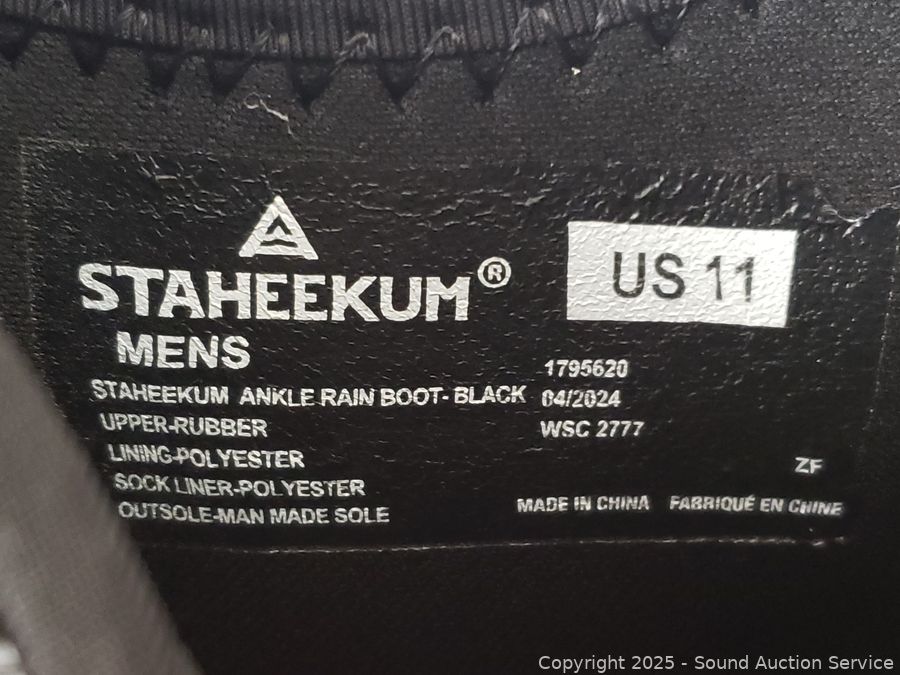 STAHEEKUM®
US 11
MENS
STAHEEKUM ANKLE RAIN BOOT- BLACK
UPPER-RUBBER
LINING-POLYESTER
SOCK LINER-POLYESTER
OUTSOLE-MAN MADE SOLE
1795620
04/2024
WSC 2777
ZF
MADE IN CHINA FABRIQUÉ EN CHINE
Copyright © 2025 - Sound Auction Service